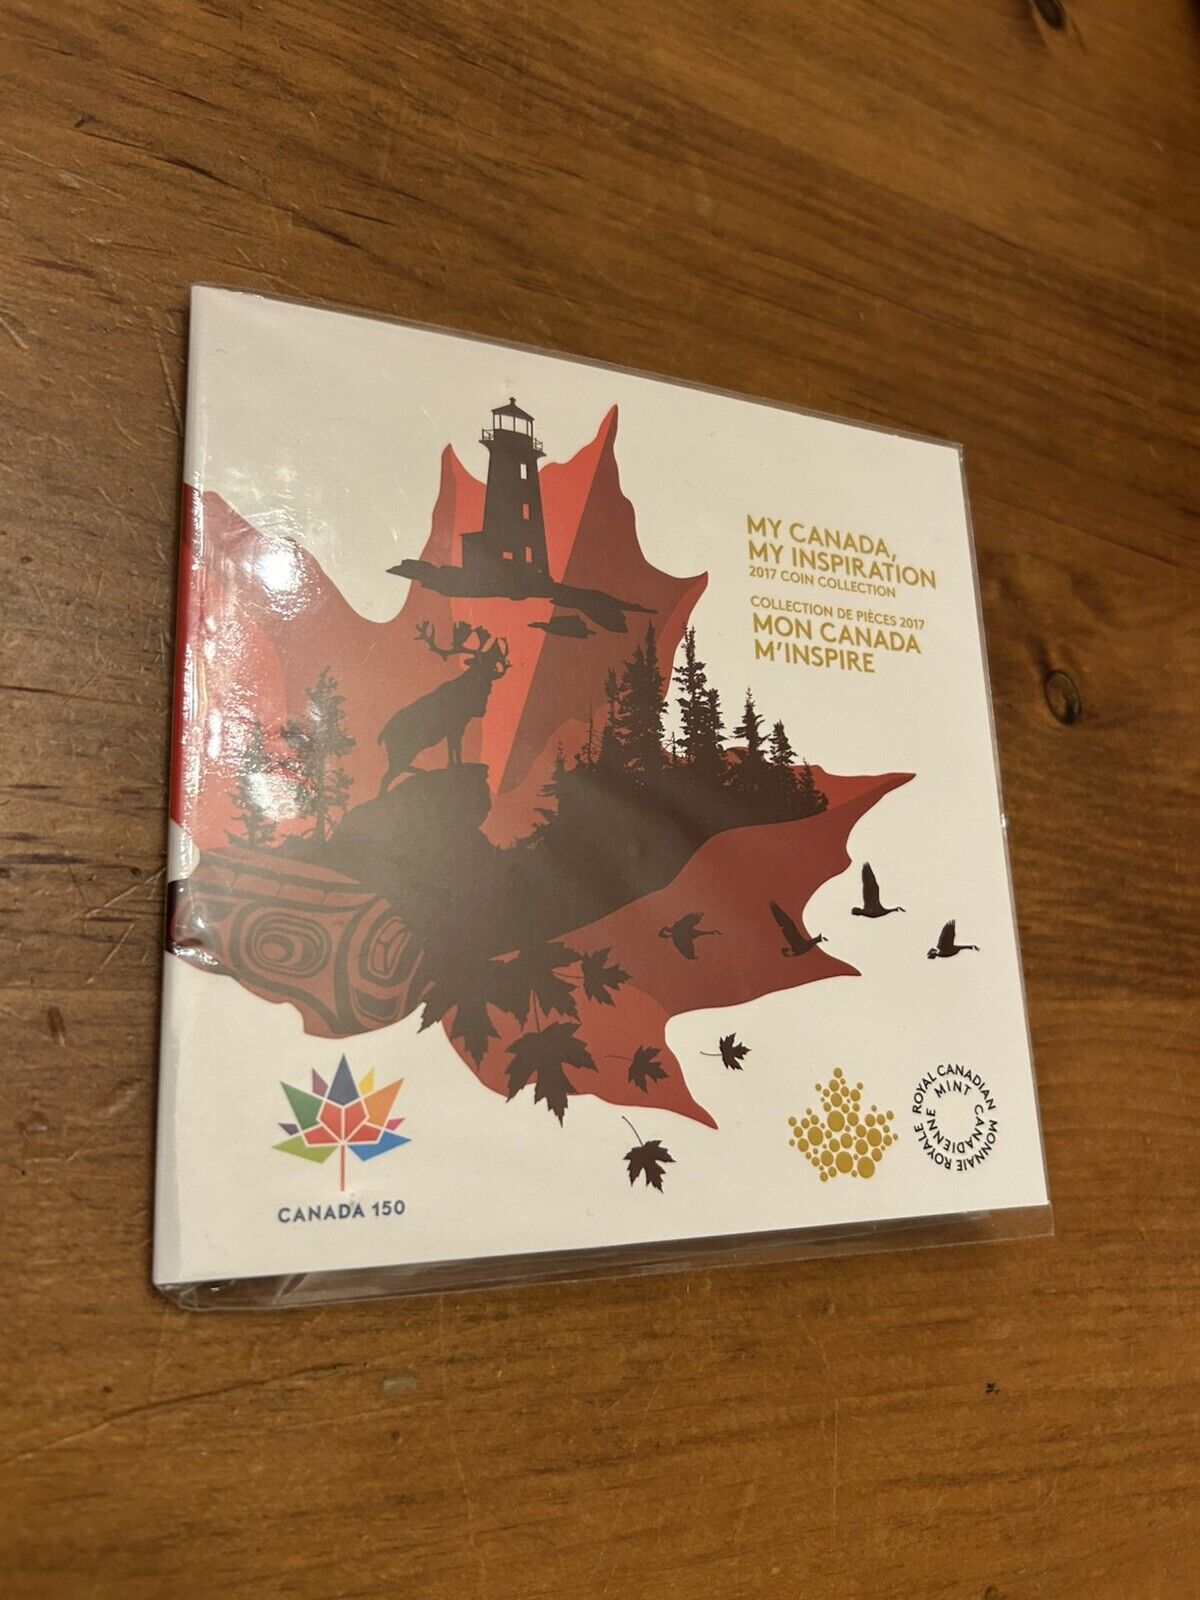 MY CANADA,
MY INSPIRATION
2017 COIN COLLECTION
COLLECTION DE PIÈCES 2017
MON CANADA
M'INSPIRE
CANADA 150
ROYAL CANADIAN MINT
MONNAIE ROYALE CANADIENNE